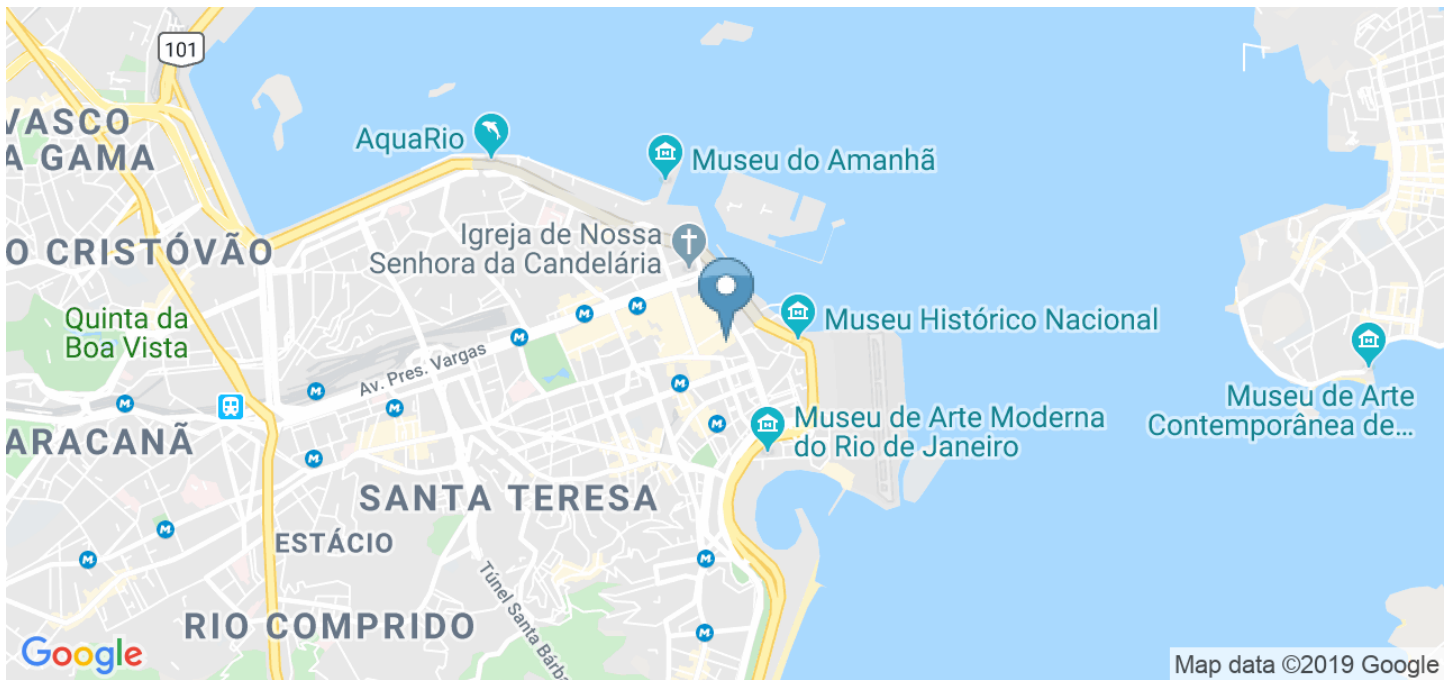 101
VASCO
A GAMA
AquaRio
Museu do Amanhã
O CRISTÓVÃO
Igreja de Nossa
Senhora da Candelária
Quinta da
Boa Vista
Museu Histórico Nacional
Av. Pres. Vargas
Museu de Arte
Contemporânea de...
ARACANÃ
Museu de Arte Moderna
do Rio de Janeiro
SANTA TERESA
ESTÁCIO
Túnel Santa Bárb
RIO COMPRIDO
Google
Map data ©2019 Google